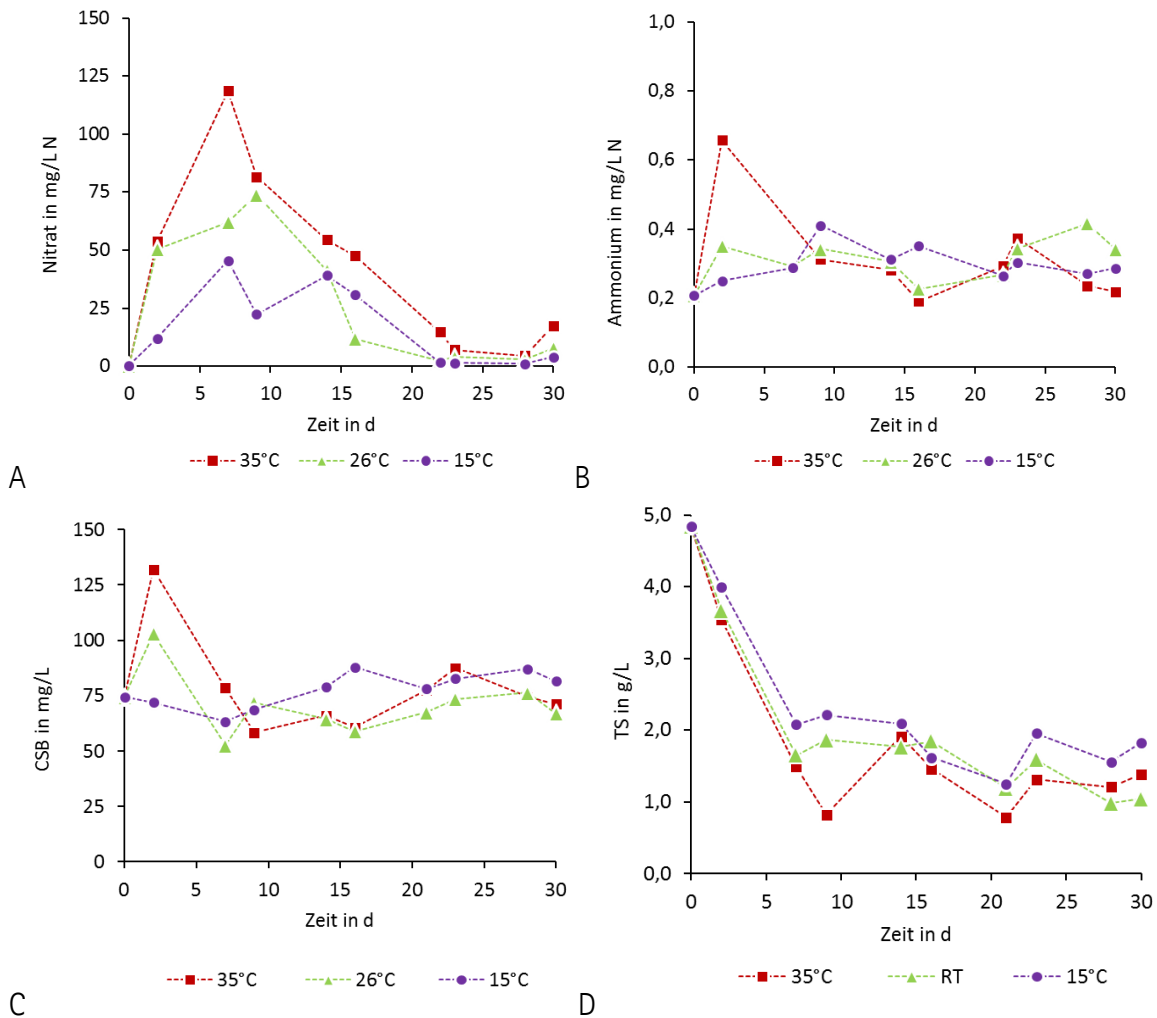 150
125
100
75
50
25
0
Nitrat in mg/L N
0 5 10 15 20 25 30
Zeit in d
35°C 26°C 15°C
A
1,0
0,8
0,6
0,4
0,2
0,0
Ammonium in mg/L N
0 5 10 15 20 25 30
Zeit in d
35°C 26°C 15°C
B
150
125
100
75
50
25
0
CSB in mg/L
0 5 10 15 20 25 30
Zeit in d
35°C 26°C 15°C
C
5,0
4,0
3,0
2,0
1,0
0,0
TS in g/L
0 5 10 15 20 25 30
Zeit in d
35°C RT 15°C
D